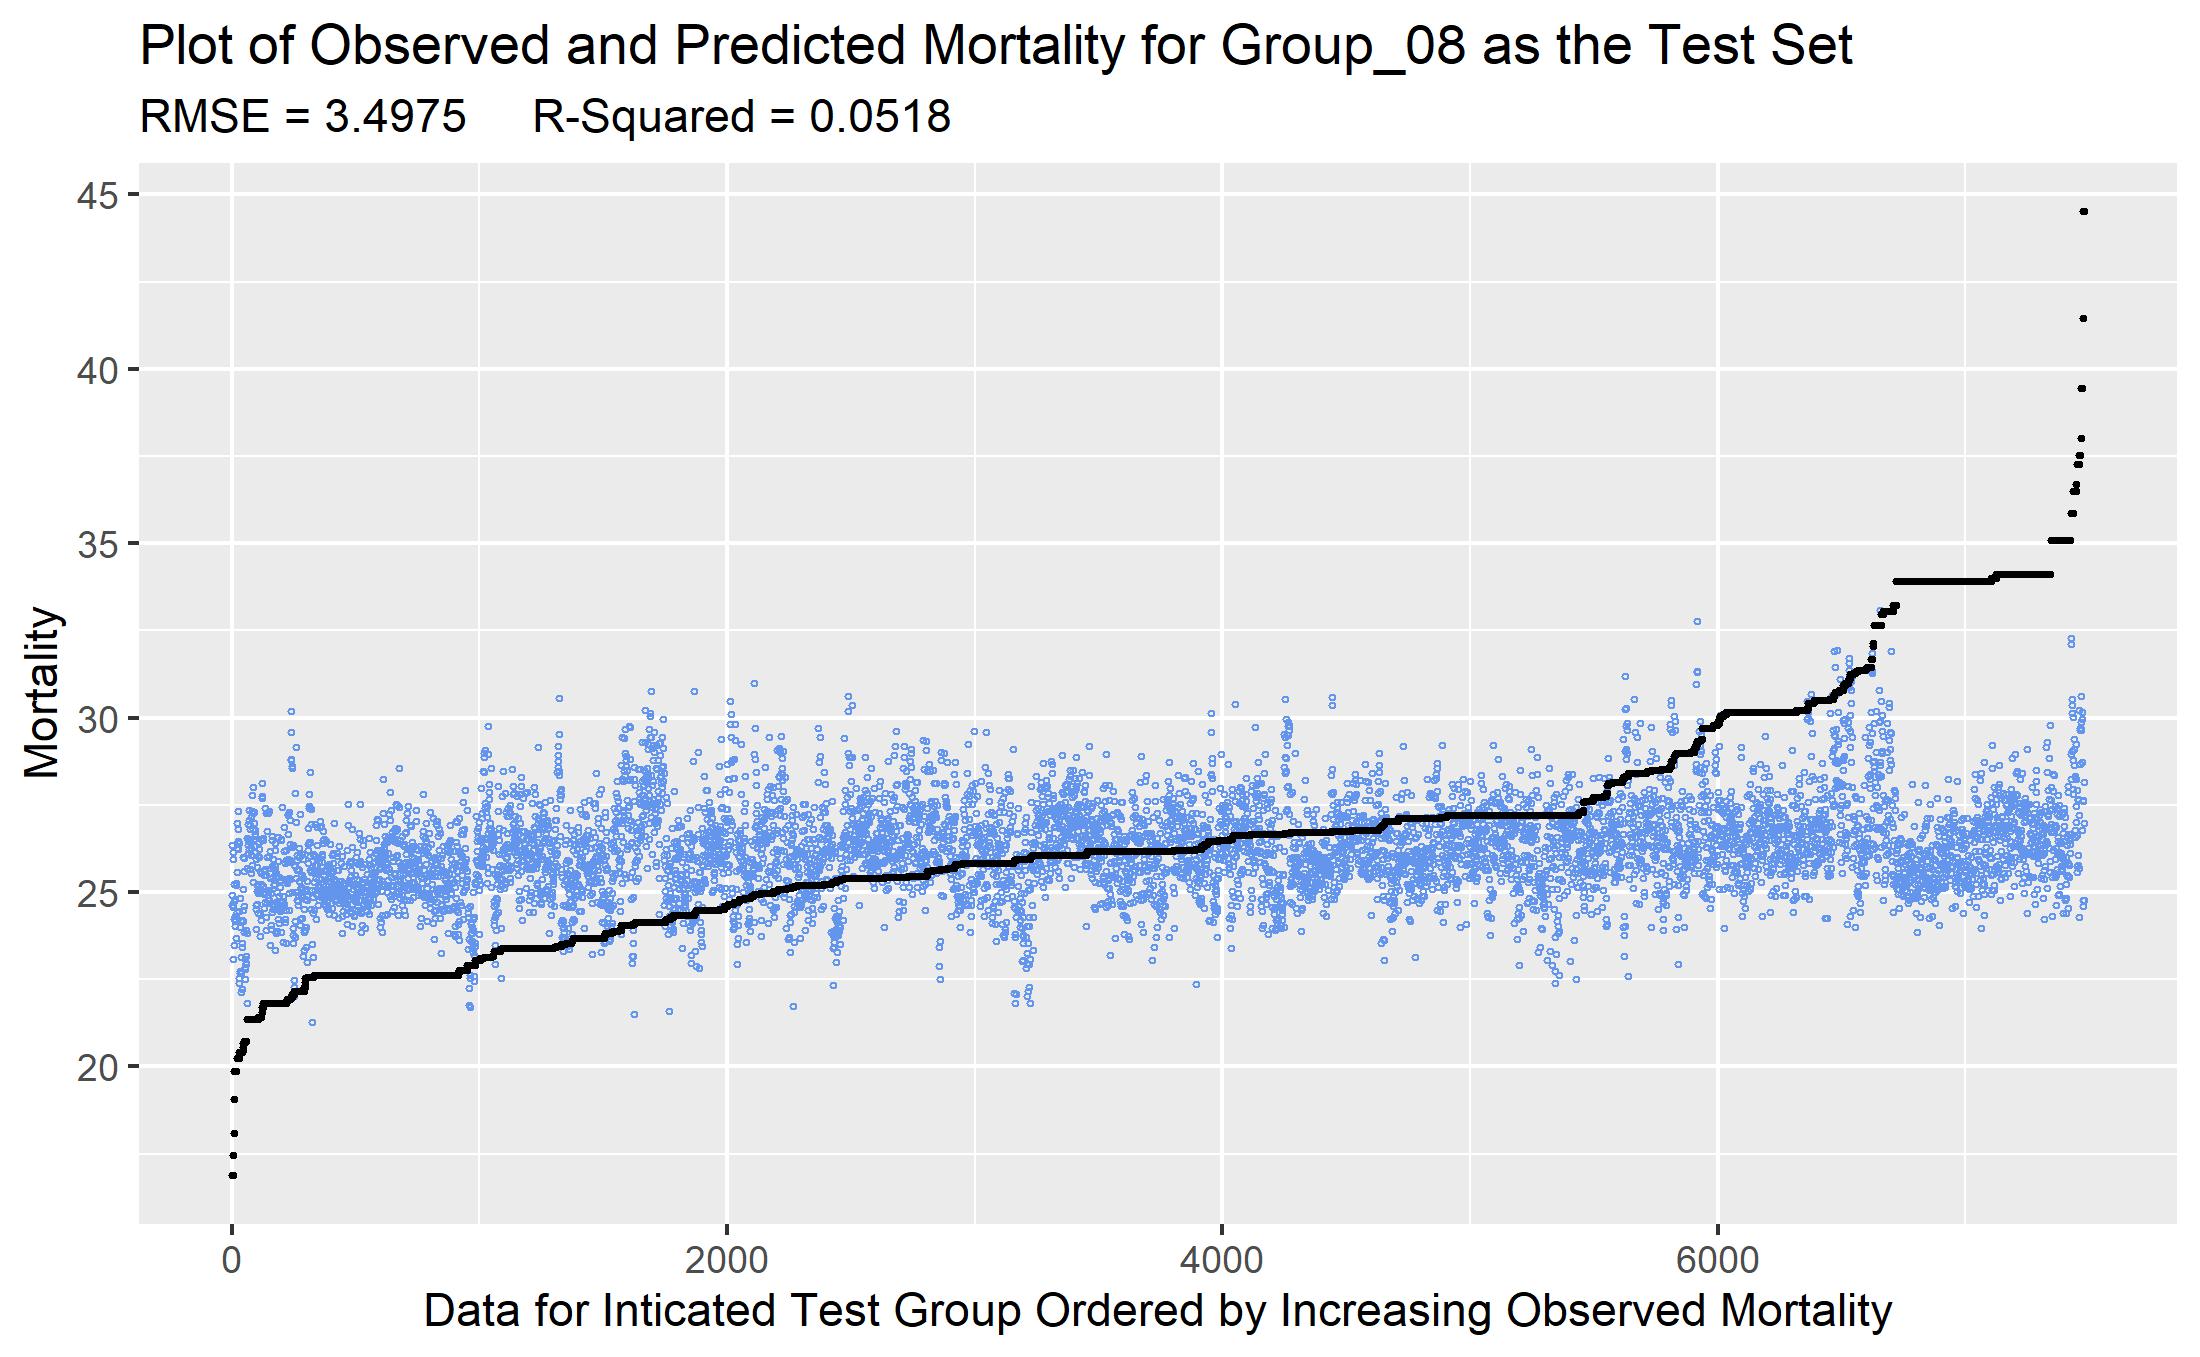 Plot of Observed and Predicted Mortality for Group_08 as the Test Set
RMSE = 3.4975 R-Squared = 0.0518
45
40
35
30
25
20
Mortality
0 2000 4000 6000
Data for Inticated Test Group Ordered by Increasing Observed Mortality